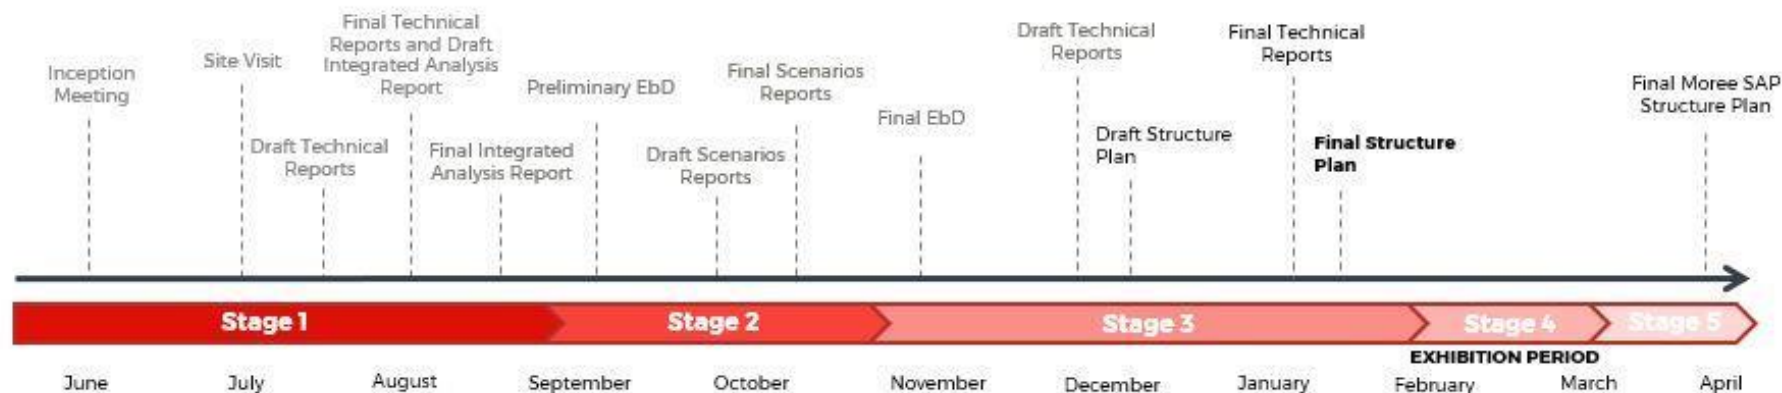 Inception
Meeting
Site Visit
Draft Technical
Reports
Final Technical
Reports and Draft
Integrated Analysis
Report
Final Integrated
Analysis Report
Preliminary EbD
Draft Scenarios
Reports
Final Scenarios
Reports
Final EbD
Draft Technical
Reports
Draft Structure
Plan
Final Technical
Reports
Final Structure
Plan
Final Moree SAP
Structure Plan
Stage 1
Stage 2
Stage 3
Stage 4
Stage 5
EXHIBITION PERIOD
June
July
August
September
October
November
December
January
February
March
April